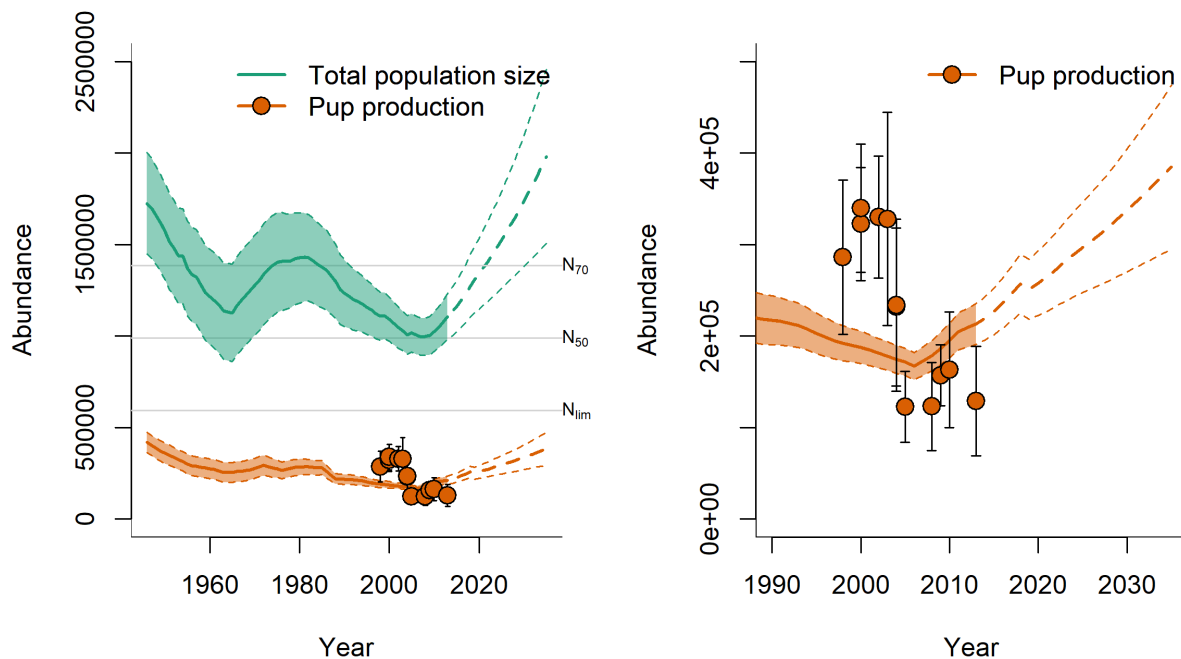 Total population size
Pup production
Abundance
2500000
1500000
500000
0
N70
N50
Nlim
1960 1980 2000 2020
Year
Pup production
Abundance
4e+05
2e+05
0e+00
1990 2000 2010 2020 2030
Year